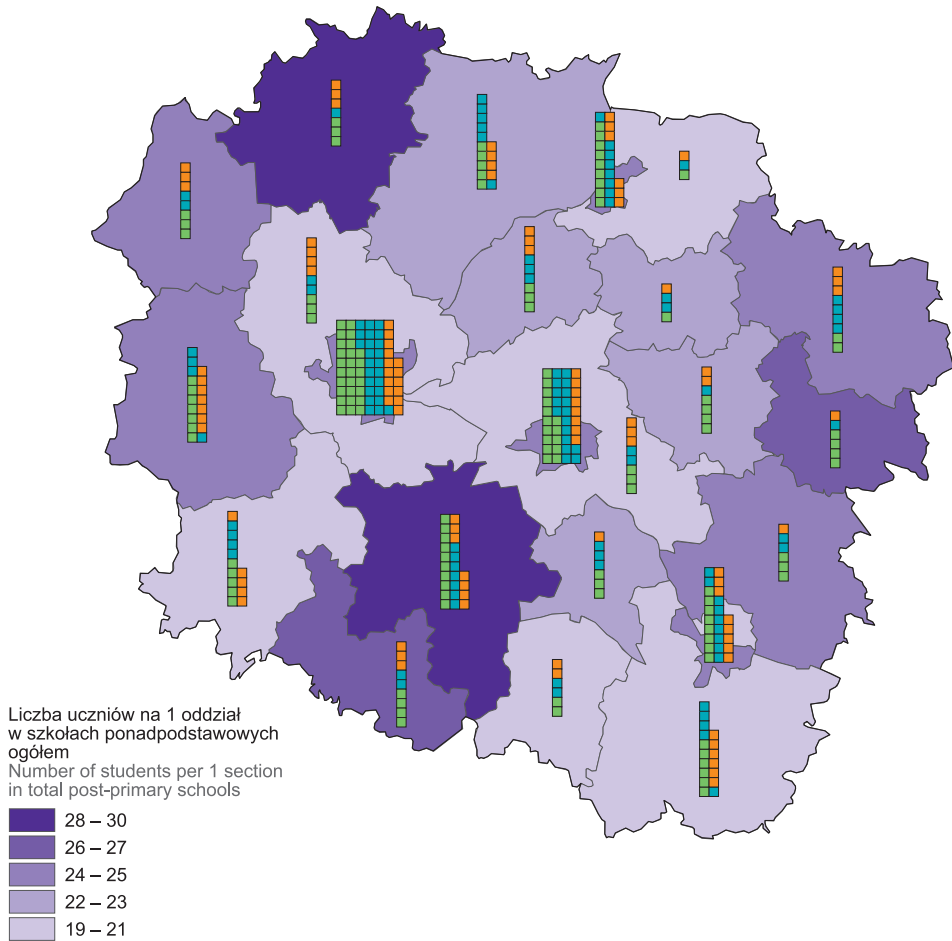 Liczba uczniów na 1 oddział
w szkołach ponadpodstawowych
ogółem
Number of students per 1 section
in total post-primary schools
28 – 30
26 – 27
24 – 25
22 – 23
19 – 21